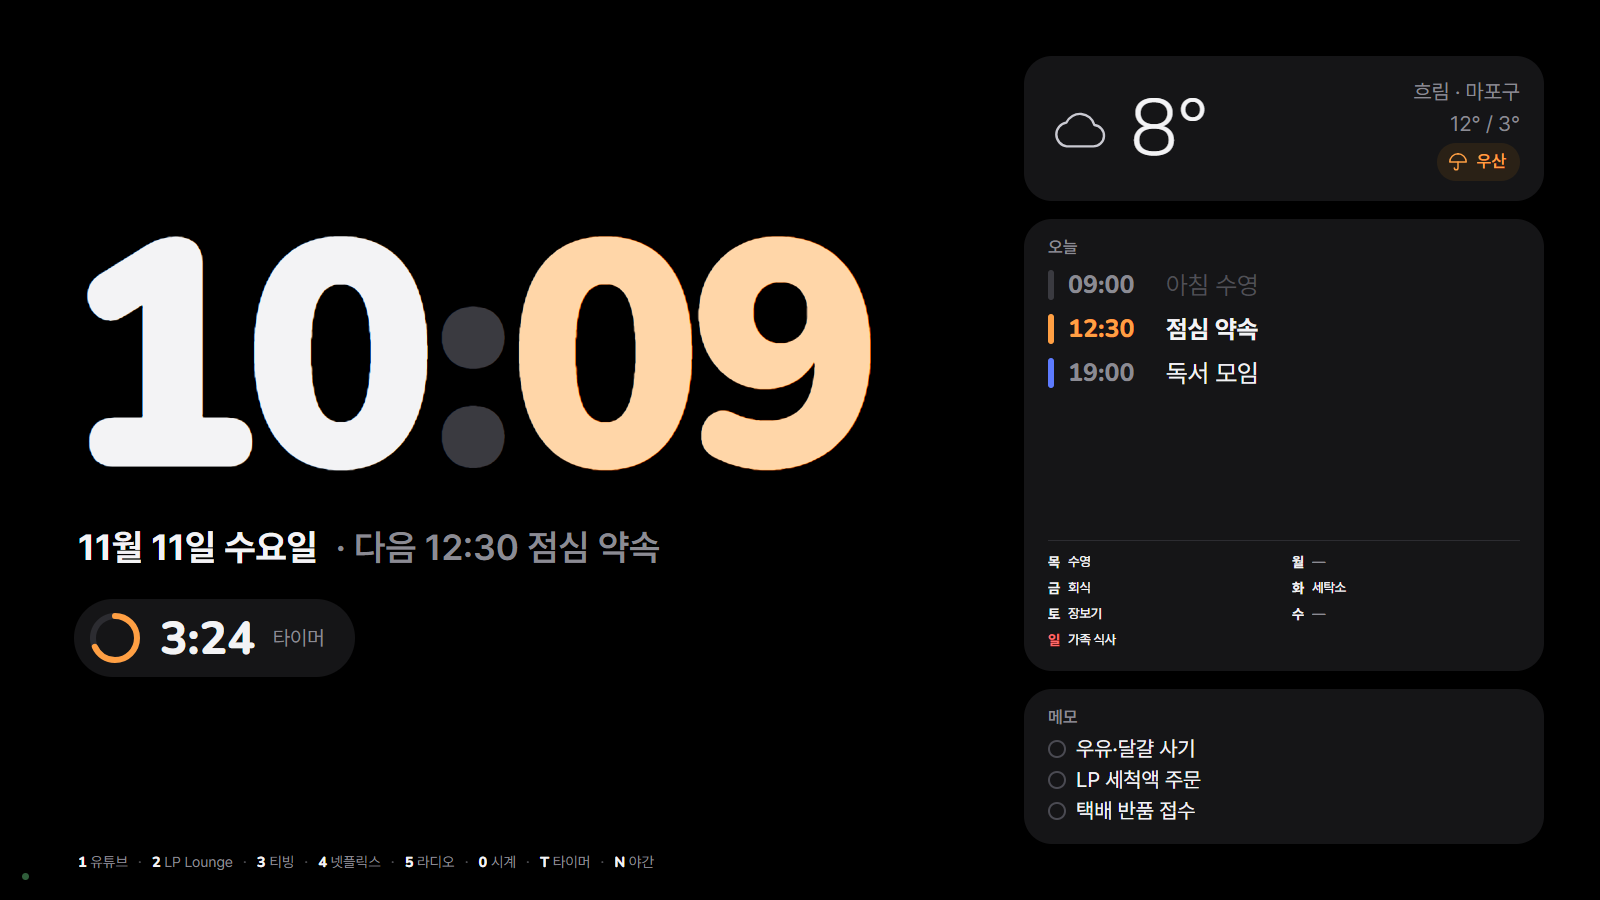 10:09
11월 11일 수요일 · 다음 12:30 점심 약속
3:24 타이머
1 유튜브 · 2 LP Lounge · 3 티빙 · 4 넷플릭스 · 5 라디오 · 0 시계 · T 타이머 · N 야간
8°
흐림 · 마포구
12° / 3°
우산
오늘
09:00 아침 수영
12:30 점심 약속
19:00 독서 모임
목 수영
금 회식
토 장보기
일 가족 식사
월 —
화 세탁소
수 —
메모
우유·달걀 사기
LP 세척액 주문
택배 반품 접수